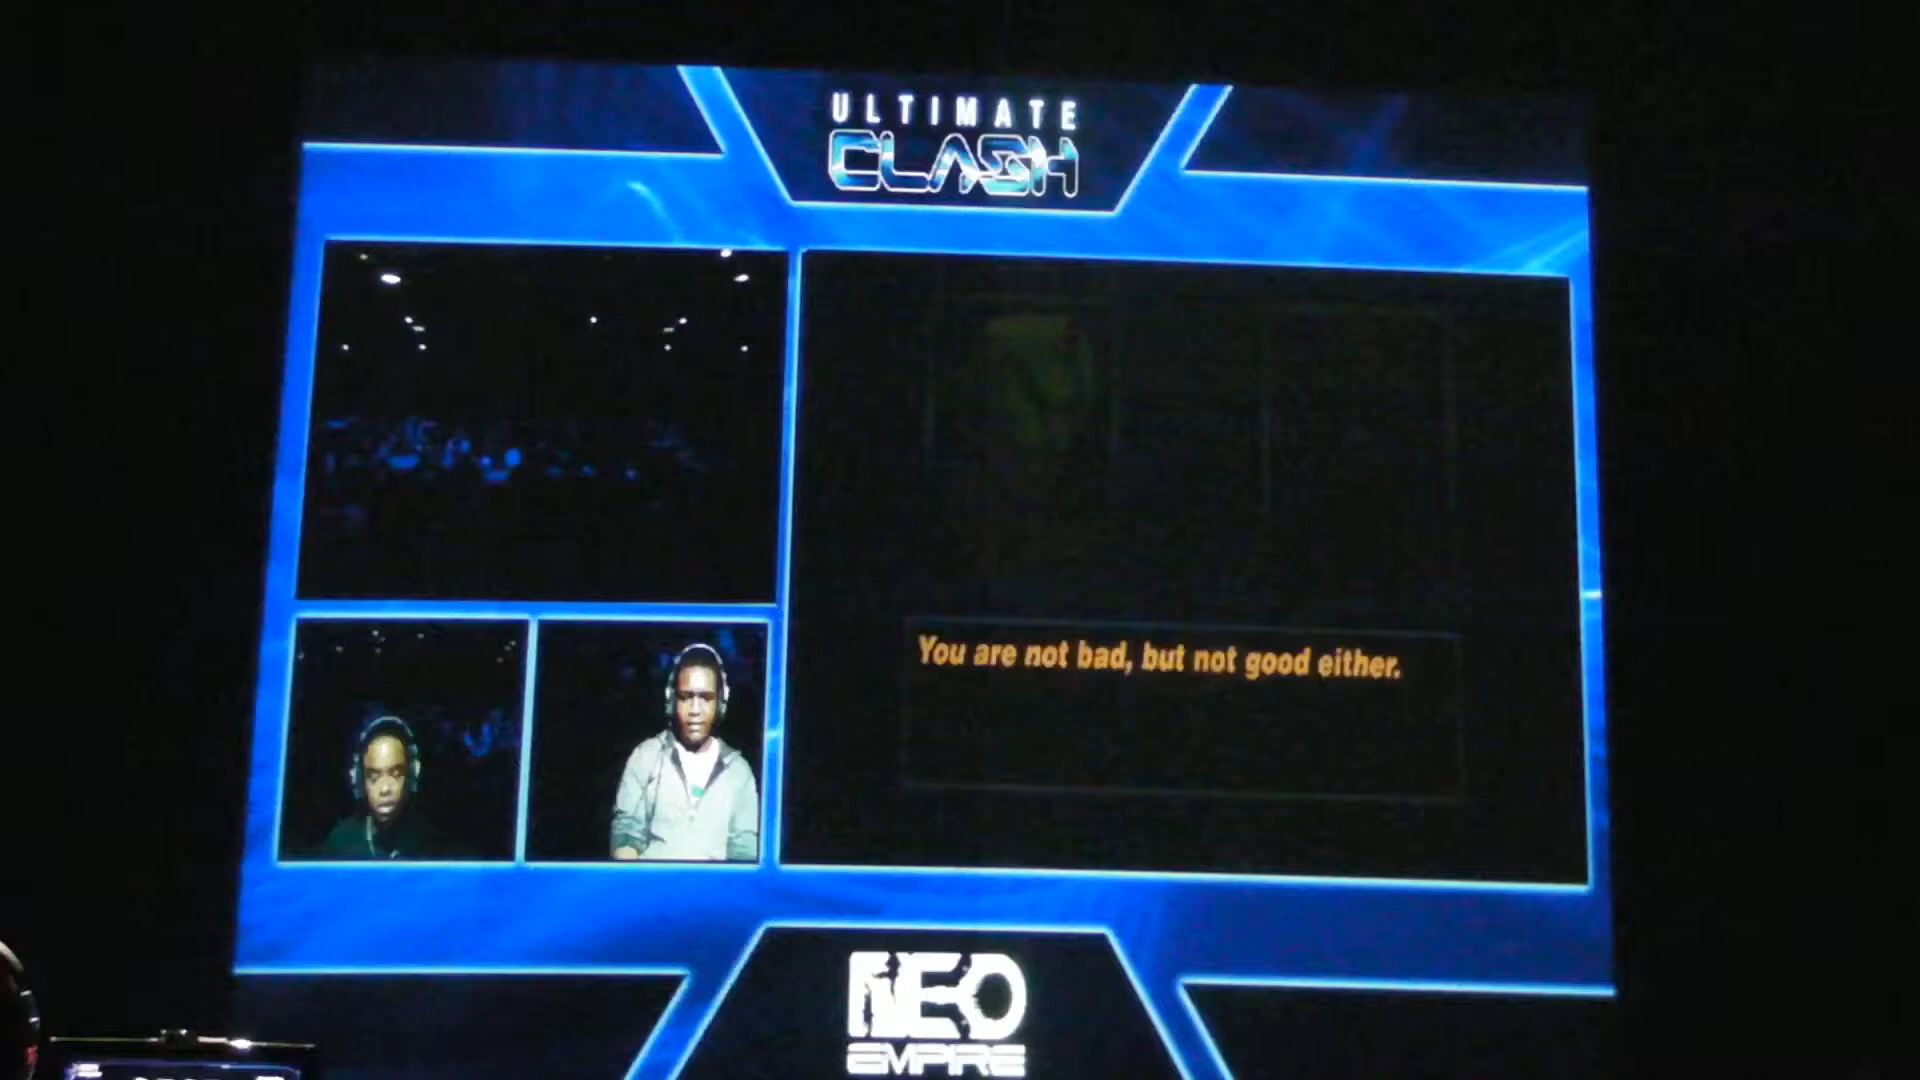 ULTIMATE
CLASH
You are not bad, but not good either.
NEO
EMPIRE